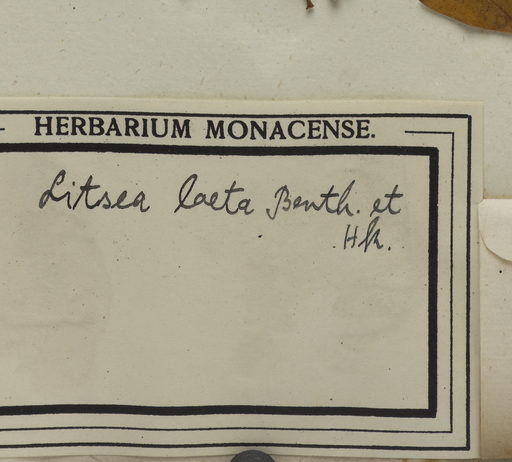 HERBARIUM MONACENSE.
Litsea laeta Benth. et
Hk.